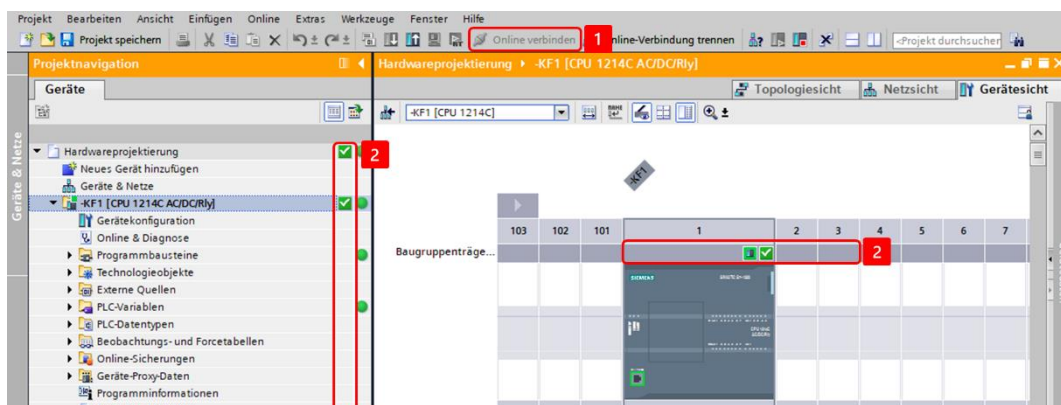 Projekt Bearbeiten Ansicht Einfügen Online Extras Werkzeuge Fenster Hilfe
Projekt speichern Online verbinden 1 nline-Verbindung trennen <Projekt durchsuchen
Projektnavigation Hardwareprojektierung -KF1 [CPU 1214C AC/DC/Rly]
Geräte Topologiesicht Netzsicht Gerätesicht
-KF1 [CPU 1214C]
Geräte & Netze
2
Hardwareprojektierung
Neues Gerät hinzufügen
Geräte & Netze
-KF1 [CPU 1214C AC/DC/Rly]
Gerätekonfiguration
Online & Diagnose
Programmbausteine
Technologieobjekte
Externe Quellen
PLC-Variablen
PLC-Datentypen
Beobachtungs- und Forcetabellen
Online-Sicherungen
Geräte-Proxy-Daten
Programminformationen
-KF1
103 102 101 1 2 3 4 5 6 7
Baugruppenträge... 2
SIEMENS